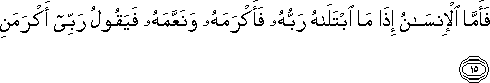 فَأَمَّا ٱلْإِنسَـٰنُ إِذَا مَا ٱبْتَلَىٰهُ رَبُّهُۥ فَأَكْرَمَهُۥ وَنَعَّمَهُۥ فَيَقُولُ رَبِّىٓ أَكْرَمَنِ
١٥